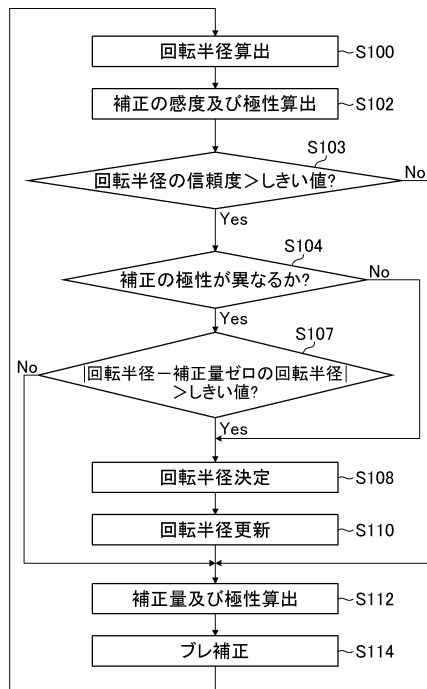 回転半径算出 S100
補正の感度及び極性算出 S102
S103
回転半径の信頼度>しきい値? No
Yes
S104
補正の極性が異なるか? No
Yes
S107
No |回転半径-補正量ゼロの回転半径|
>しきい値?
Yes
回転半径決定 S108
回転半径更新 S110
補正量及び極性算出 S112
ブレ補正 S114